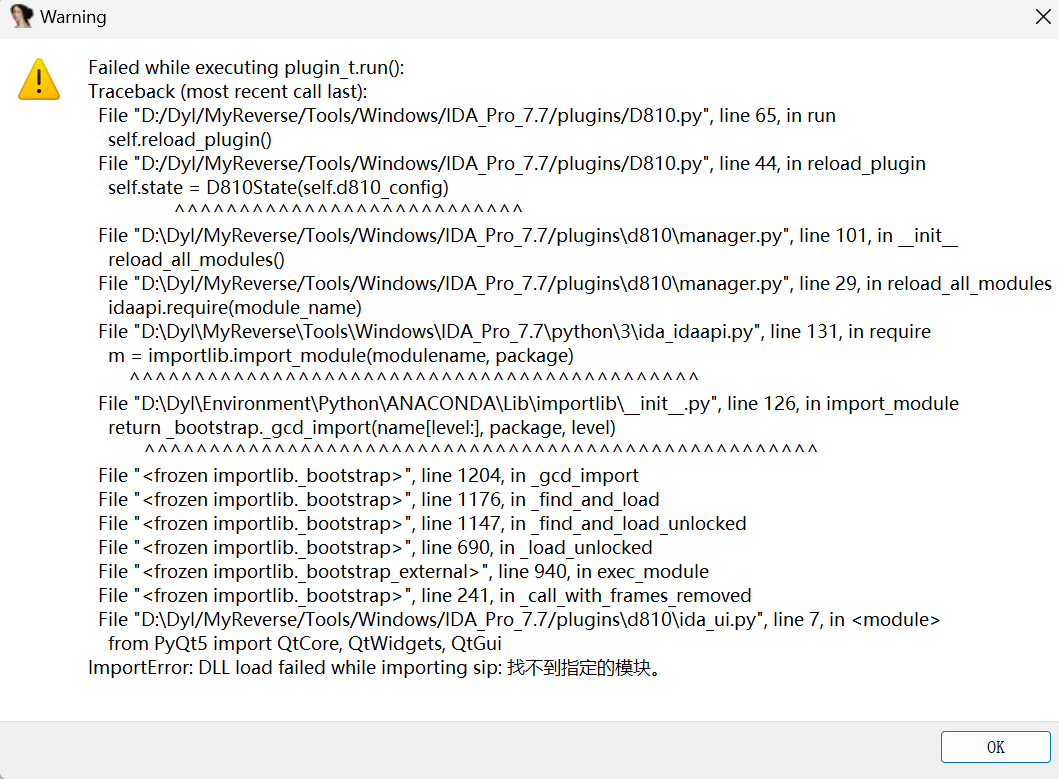 Warning
Failed while executing plugin_t.run():
Traceback (most recent call last):
File "D:/Dyl/MyReverse/Tools/Windows/IDA_Pro_7.7/plugins/D810.py", line 65, in run
self.reload_plugin()
File "D:/Dyl/MyReverse/Tools/Windows/IDA_Pro_7.7/plugins/D810.py", line 44, in reload_plugin
self.state = D810State(self.d810_config)
^^^^^^^^^^^^^^^^^^^^^^^^^^^
File "D:\Dyl/MyReverse/Tools/Windows/IDA_Pro_7.7/plugins\d810\manager.py", line 101, in __init__
reload_all_modules()
File "D:\Dyl/MyReverse/Tools/Windows/IDA_Pro_7.7/plugins\d810\manager.py", line 29, in reload_all_modules
idaapi.require(module_name)
File "D:\Dyl\MyReverse\Tools\Windows\IDA_Pro_7.7\python\3\ida_idaapi.py", line 131, in require
m = importlib.import_module(modulename, package)
^^^^^^^^^^^^^^^^^^^^^^^^^^^^^^^^^^^^^^^^^^^^
File "D:\Dyl\Environment\Python\ANACONDA\Lib\importlib\__init__.py", line 126, in import_module
return _bootstrap._gcd_import(name[level:], package, level)
^^^^^^^^^^^^^^^^^^^^^^^^^^^^^^^^^^^^^^^^^^^^^^^^^^^^
File "<frozen importlib._bootstrap>", line 1204, in _gcd_import
File "<frozen importlib._bootstrap>", line 1176, in _find_and_load
File "<frozen importlib._bootstrap>", line 1147, in _find_and_load_unlocked
File "<frozen importlib._bootstrap>", line 690, in _load_unlocked
File "<frozen importlib._bootstrap_external>", line 940, in exec_module
File "<frozen importlib._bootstrap>", line 241, in _call_with_frames_removed
File "D:\Dyl/MyReverse/Tools/Windows/IDA_Pro_7.7/plugins\d810\ida_ui.py", line 7, in <module>
from PyQt5 import QtCore, QtWidgets, QtGui
ImportError: DLL load failed while importing sip: 找不到指定的模块。
OK